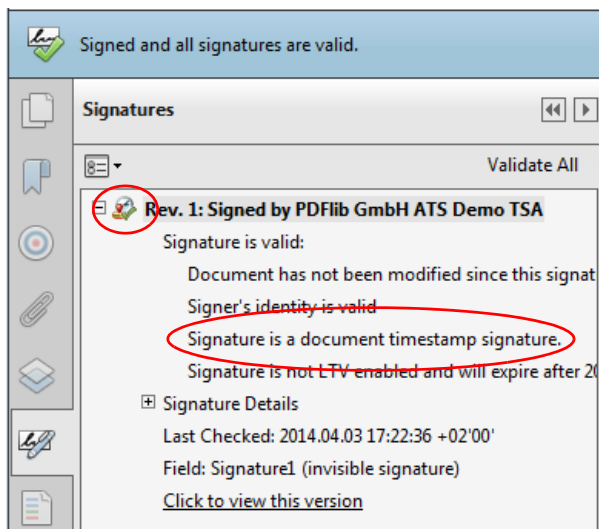 Signed and all signatures are valid.
Signatures
Validate All
Rev. 1: Signed by PDFlib GmbH ATS Demo TSA
Signature is valid:
Document has not been modified since this signat
Signer's identity is valid
Signature is a document timestamp signature.
Signature is not LTV enabled and will expire after 20
Signature Details
Last Checked: 2014.04.03 17:22:36 +02'00'
Field: Signature1 (invisible signature)
Click to view this version